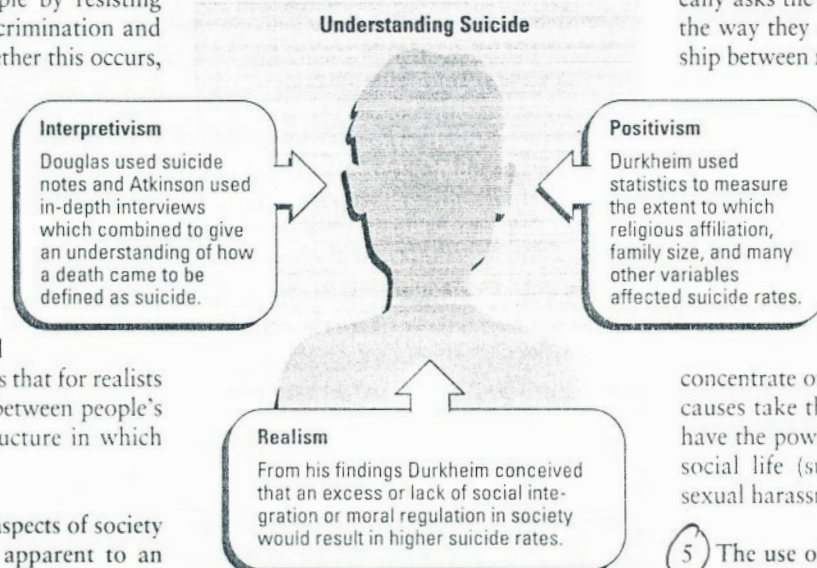 ple by resisting
crimination and
ether this occurs,
Understanding Suicide
cally asks the
the way they
ship between
Interpretivism
Douglas used suicide
notes and Atkinson used
in-depth interviews
which combined to give
an understanding of how
a death came to be
defined as suicide.
Positivism
Durkheim used
statistics to measure
the extent to which
religious affiliation,
family size, and many
other variables
affected suicide rates.
s that for realists
between people's
ucture in which
Realism
From his findings Durkheim conceived
that an excess or lack of social inte-
gration or moral regulation in society
would result in higher suicide rates.
aspects of society
apparent to an
concentrate o
causes take th
have the pow
social life (su
sexual harassn
5 The use o